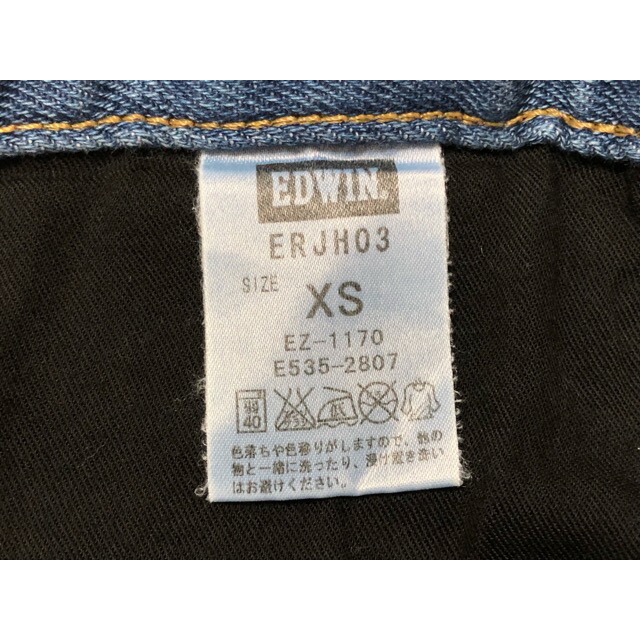 EDWIN.
ERJH03
SIZE XS
EZ-1170
E535-2807
40
色落ちや色移りがしますので、他の
物と一緒に洗ったり、浸け置き洗い
はお避けください。